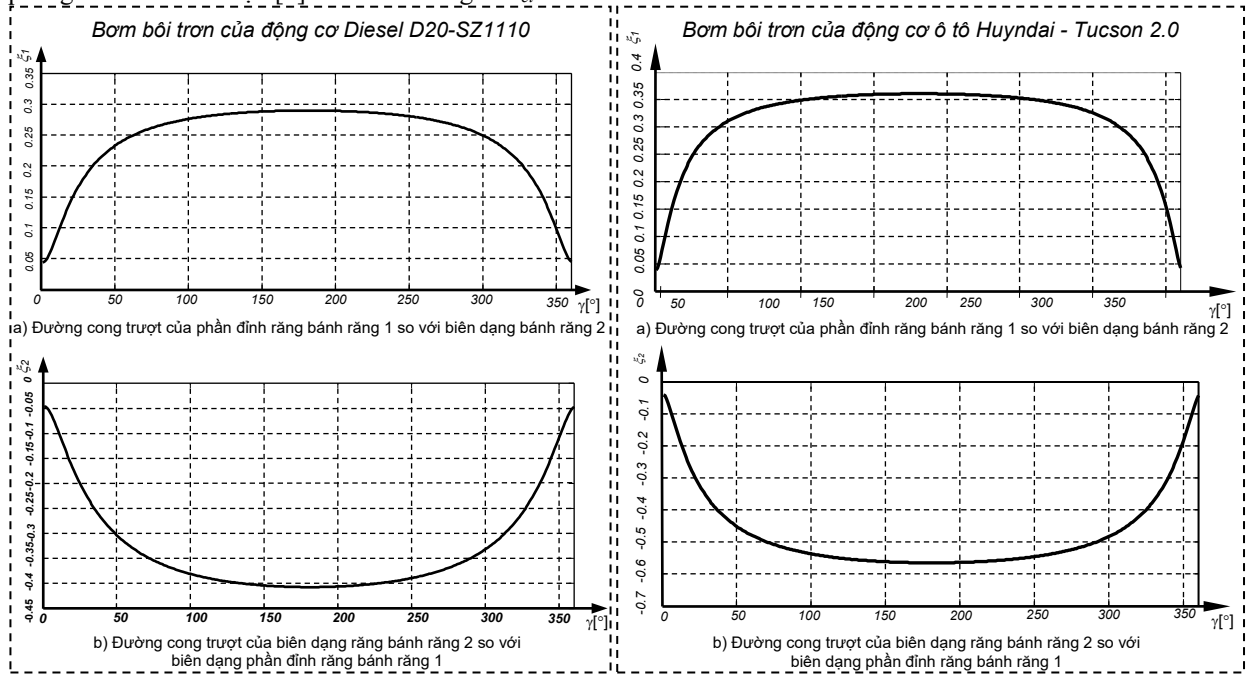 Bơm bôi trơn của động cơ Diesel D20-SZ1110
ξ1
0.35
0.3
0.25
0.2
0.15
0.1
0.05
0 50 100 150 200 250 300 350
γ[°]
a) Đường cong trượt của phần đỉnh răng bánh răng 1 so với biên dạng bánh răng 2
ξ2
0
-0.05
-0.1
-0.15
-0.2
-0.25
-0.3
-0.35
-0.4
-0.45
0 50 100 150 200 250 300 350
γ[°]
b) Đường cong trượt của biên dạng răng bánh răng 2 so với
biên dạng phần đỉnh răng bánh răng 1
Bơm bôi trơn của động cơ ô tô Huyndai - Tucson 2.0
ξ1
0.4
0.35
0.3
0.25
0.2
0.15
0.1
0.05
0
0 50 100 150 200 250 300 350
γ[°]
a) Đường cong trượt của phần đỉnh răng bánh răng 1 so với biên dạng bánh răng 2
ξ2
0
-0.1
-0.2
-0.3
-0.4
-0.5
-0.6
-0.7
0 50 100 150 200 250 300 350
γ[°]
b) Đường cong trượt của biên dạng răng bánh răng 2 so với
biên dạng phần đỉnh răng bánh răng 1